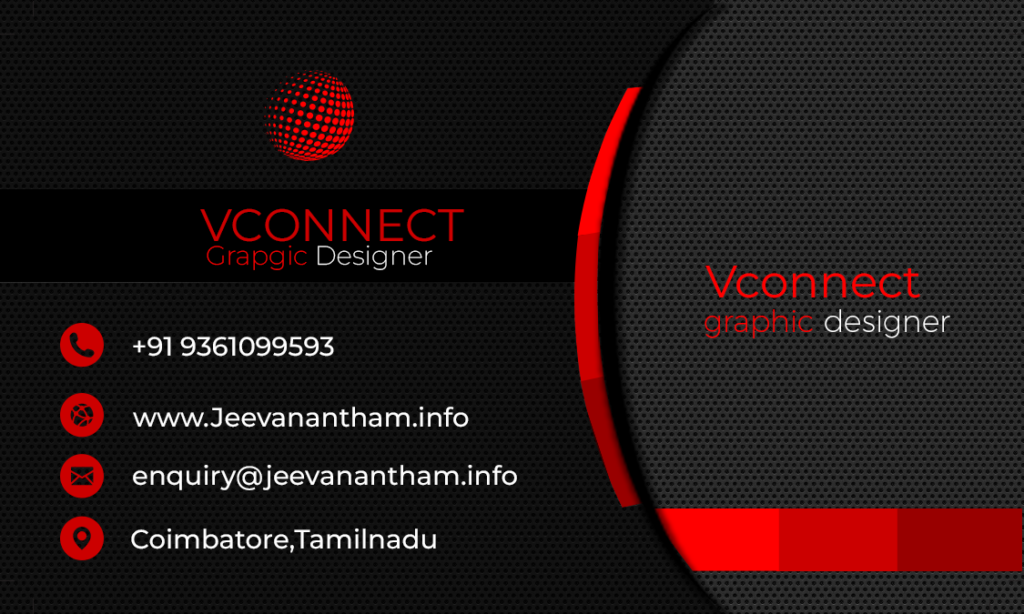 VCONNECT
Grapgic Designer
+91 9361099593
www.Jeevanantham.info
enquiry@jeevanantham.info
Coimbatore,Tamilnadu
Vconnect
graphic designer